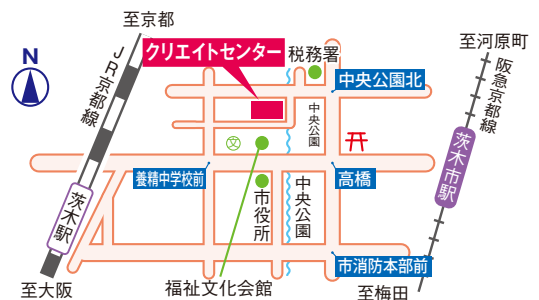 至京都
N
クリエイトセンター
税務署
至河原町
JR京都線
中央公園北
阪急京都線
中央公園
文
養精中学校前
高橋
茨木市駅
茨木駅
市役所
中央公園
市消防本部前
至大阪
福祉文化会館
至梅田